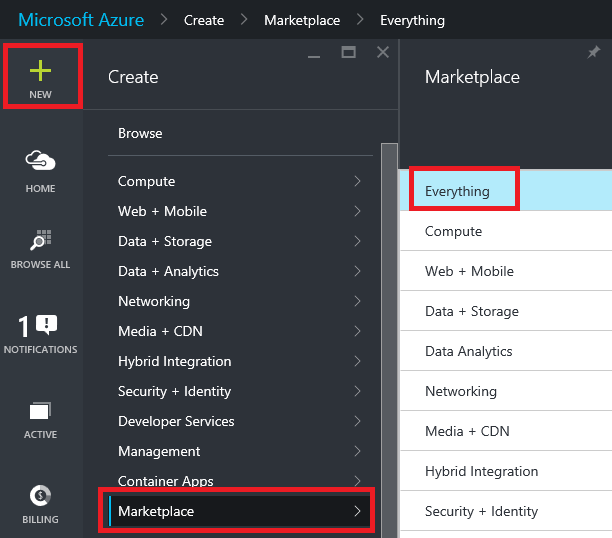 Microsoft Azure > Create > Marketplace > Everything
NEW
HOME
BROWSE ALL
1
NOTIFICATIONS
ACTIVE
BILLING
Create
Browse
Compute
Web + Mobile
Data + Storage
Data + Analytics
Networking
Media + CDN
Hybrid Integration
Security + Identity
Developer Services
Management
Container Apps
Marketplace
Marketplace
Everything
Compute
Web + Mobile
Data + Storage
Data Analytics
Networking
Media + CDN
Hybrid Integration
Security + Identity